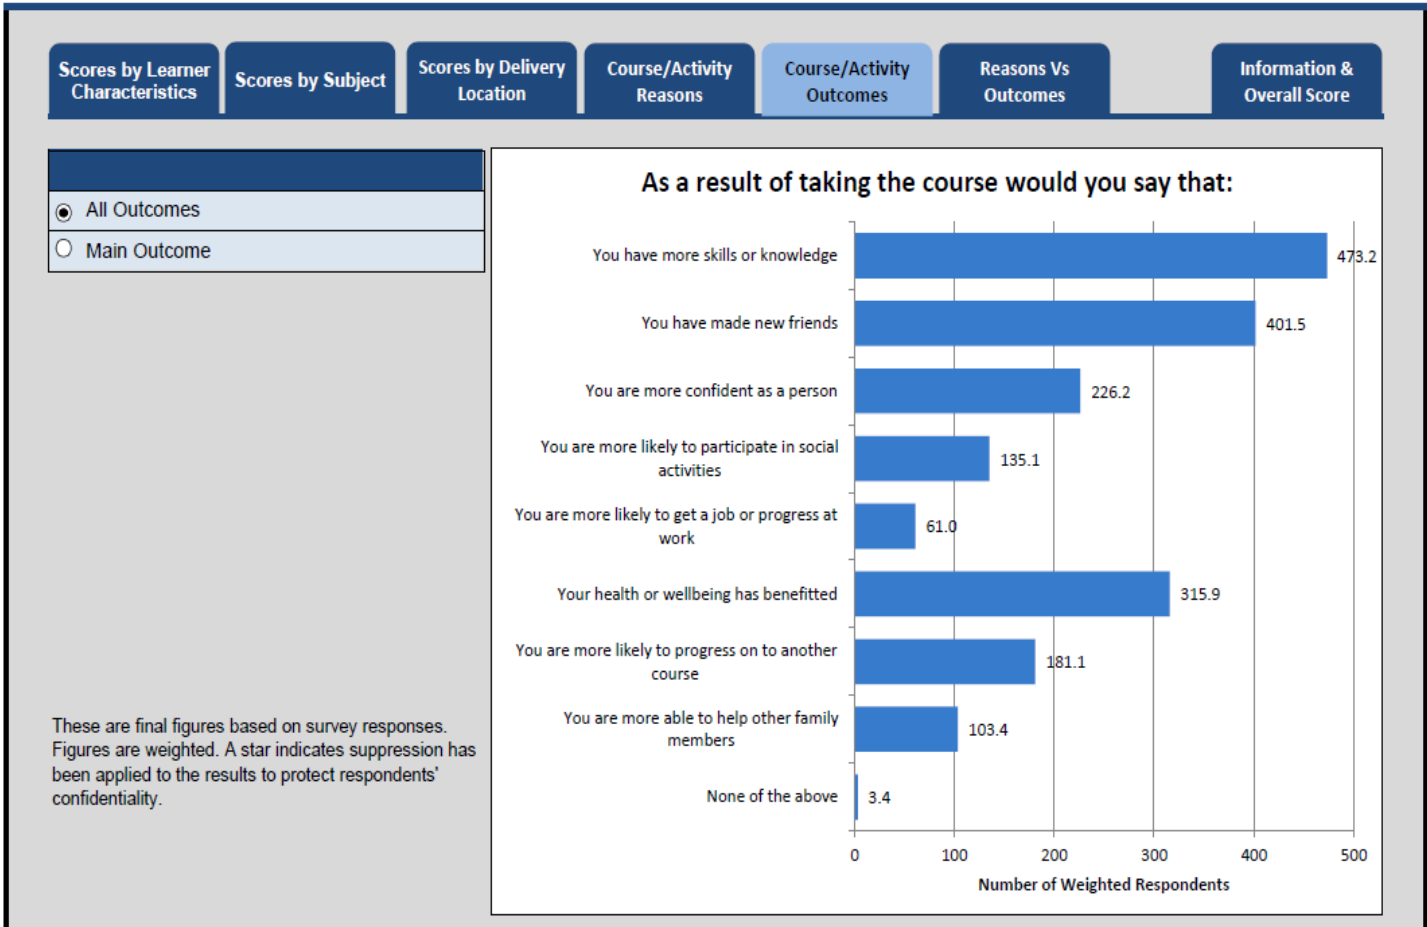 Scores by Learner
Characteristics
Scores by Subject
Scores by Delivery
Location
Course/Activity
Reasons
Course/Activity
Outcomes
Reasons Vs
Outcomes
Information &
Overall Score
All Outcomes
Main Outcome
These are final figures based on survey responses.
Figures are weighted. A star indicates suppression has
been applied to the results to protect respondents'
confidentiality.
As a result of taking the course would you say that:
You have more skills or knowledge
473.2
You have made new friends
401.5
You are more confident as a person
226.2
You are more likely to participate in social
activities
135.1
You are more likely to get a job or progress at
work
61.0
Your health or wellbeing has benefitted
315.9
You are more likely to progress on to another
course
181.1
You are more able to help other family
members
103.4
None of the above
3.4
0 100 200 300 400 500
Number of Weighted Respondents